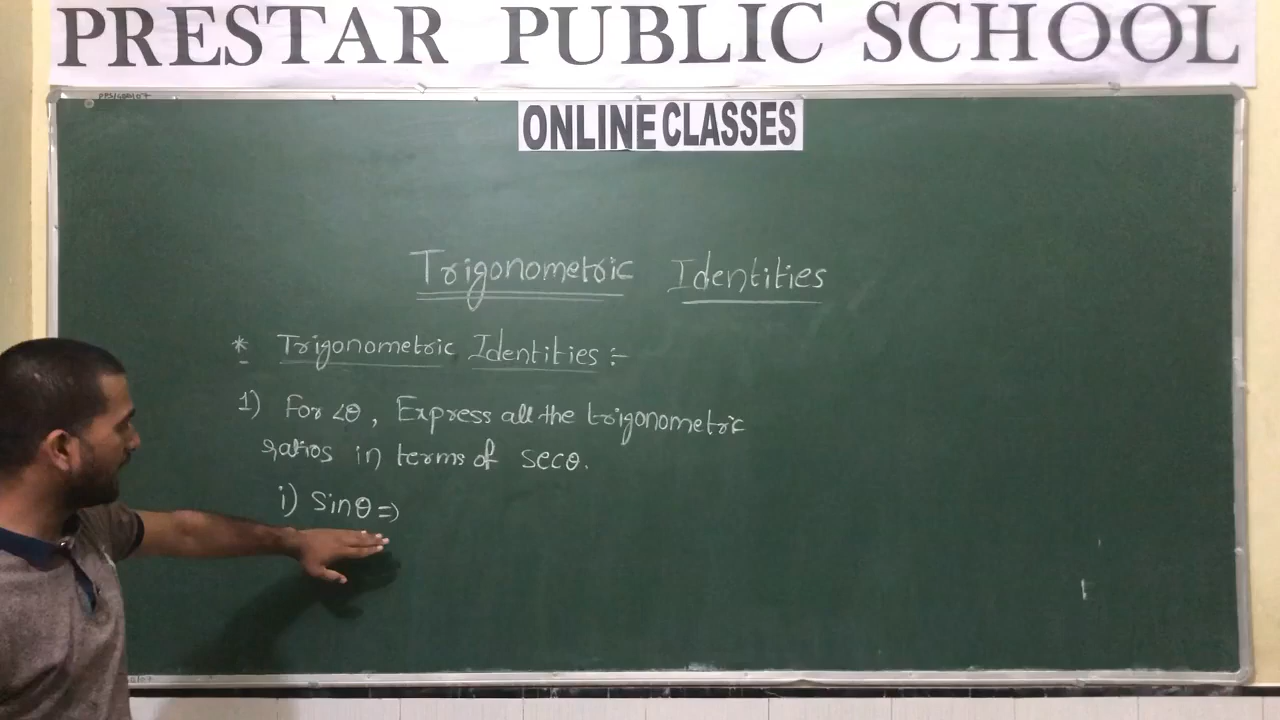 PRESTAR PUBLIC SCHOOL
ONLINE CLASSES
Trigonometric Identities
* Trigonometric Identities :-
1) For ∠θ, Express all the trigonometric
ratios in terms of secθ.
i) Sinθ =>